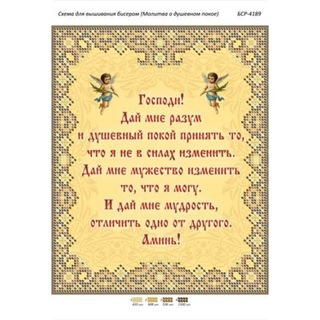 Схема для вышивания бисером (Молитва о душевном покое) БСР-4189
Господи!
Дай мне разум
и душевный покой принять то,
что я не в силах изменить.
Дай мне мужество изменить
то, что я могу.
И дай мне мудрость,
отличить одно от другого.
Аминь!